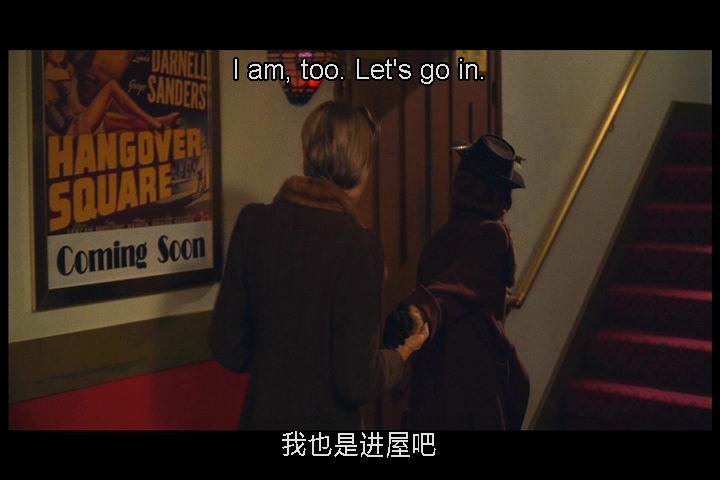 I am, too. Let's go in.
DARNELL
SANDERS
HANGOVER
SQUARE
Coming Soon
我也是进屋吧